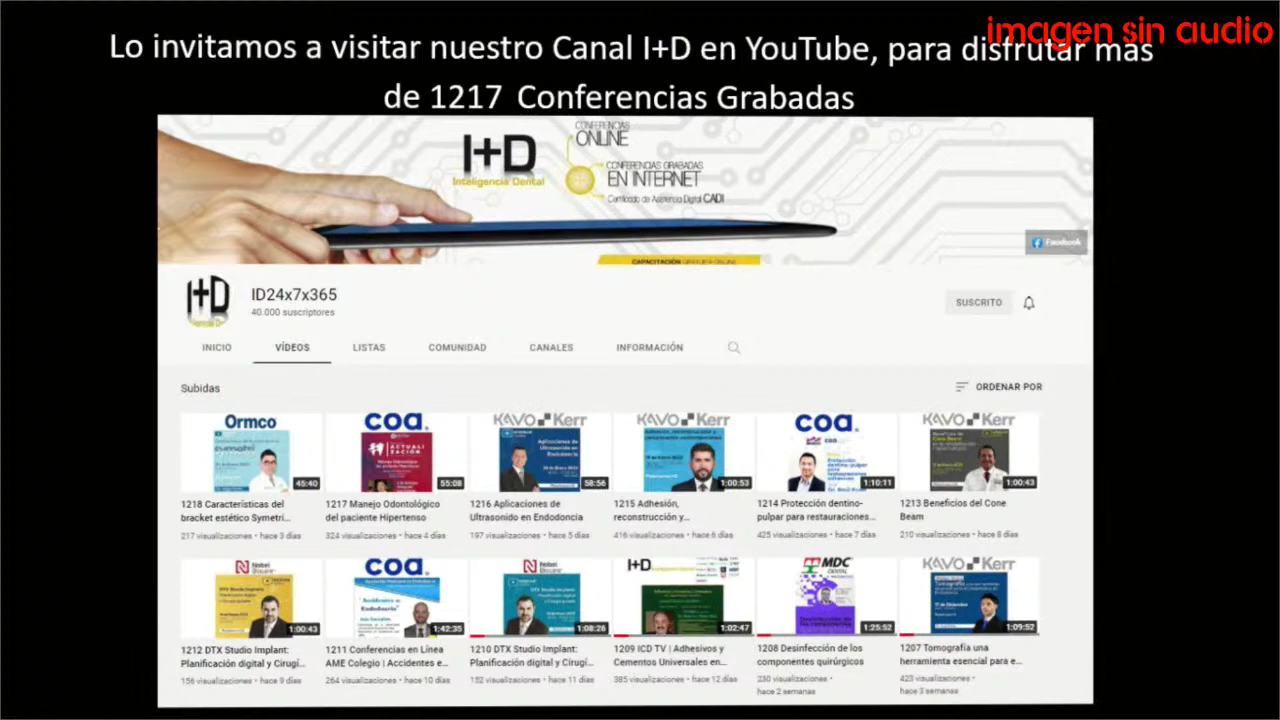 imagen sin audio
Lo invitamos a visitar nuestro Canal I+D en YouTube, para disfrutar más
de 1217 Conferencias Grabadas
I+D
Inteligencia Dental
CONFERENCIAS
ONLINE
CONFERENCIAS GRABADAS
EN INTERNET
Certificado de Asistencia Digital CADI
Facebook
I+D
ID24x7x365
40.000 suscriptores
SUSCRITO
INICIO VÍDEOS LISTAS COMUNIDAD CANALES INFORMACIÓN
Subidas
ORDENAR POR
Ormco coa. KAVO Kerr KAVO Kerr coa. KAVO Kerr
45:40 55:08 58:56 1:00:53 1:10:11 1:00:43
1218 Características del 1217 Manejo Odontológico 1216 Aplicaciones de 1215 Adhesión, 1214 Protección dentino- 1213 Beneficios del Cone
bracket estético Symetri... del paciente Hipertenso Ultrasonido en Endodoncia reconstrucción y... pulpar para restauraciones... Beam
217 visualizaciones • hace 3 días 324 visualizaciones • hace 4 días 197 visualizaciones • hace 5 días 416 visualizaciones • hace 6 días 425 visualizaciones • hace 7 días 210 visualizaciones • hace 8 días
Nobel Biocare coa. Nobel Biocare I+D MDC DENTAL KAVO Kerr
1:00:43 1:42:35 1:08:26 1:02:47 1:25:52 1:09:52
1212 DTX Studio Implant: 1211 Conferencias en Línea 1210 DTX Studio Implant: 1209 ICD TV | Adhesivos y 1208 Desinfección de los 1207 Tomografía una
Planificación digital y Cirugí... AME Colegio | Accidentes e... Planificación digital y Cirugí... Cementos Universales en... componentes quirúrgicos herramienta esencial para e...
156 visualizaciones • hace 9 días 264 visualizaciones • hace 10 días 152 visualizaciones • hace 11 días 385 visualizaciones • hace 12 días 230 visualizaciones • 423 visualizaciones •
hace 2 semanas hace 3 semanas